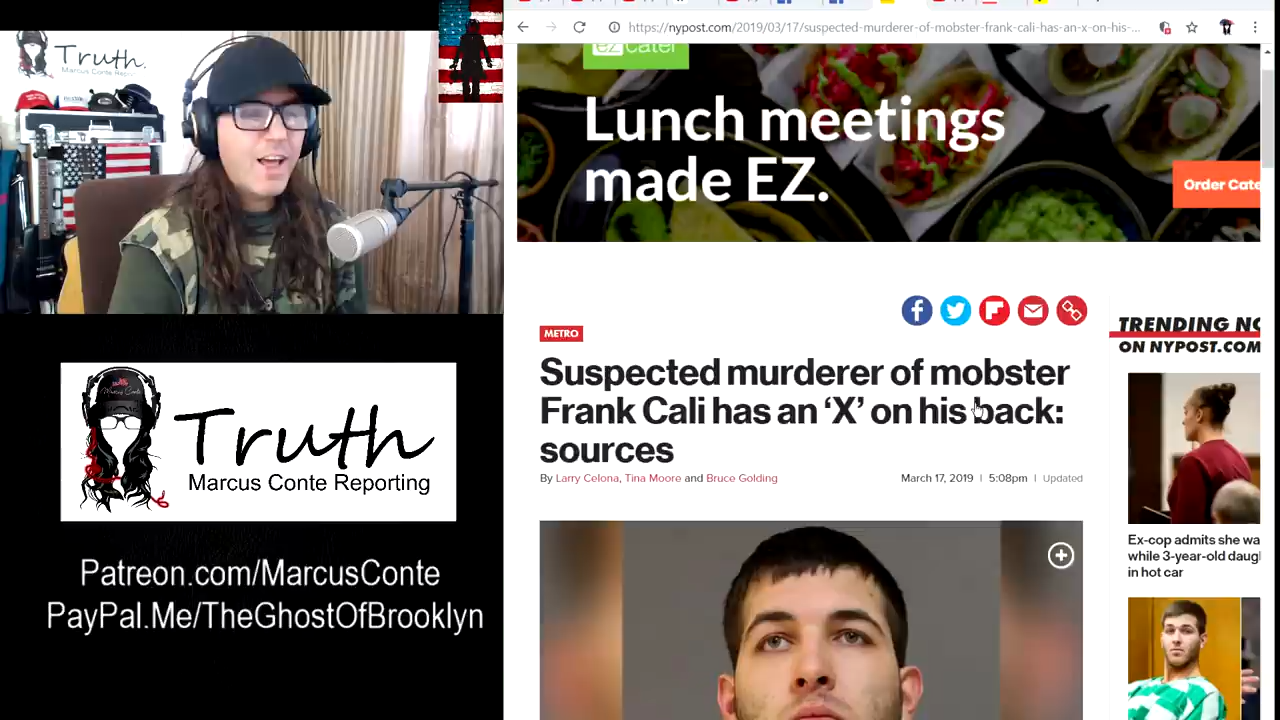 Truth.
Marcus Conte Repor
https://nypost.com/2019/03/17/suspected-murderer-of-mobster-frank-cali-has-an-x-on-his-...
ezcater
Lunch meetings
made EZ.
Order Cate
METRO
Suspected murderer of mobster
Frank Cali has an ‘X’ on his back:
sources
By Larry Celona, Tina Moore and Bruce Golding
March 17, 2019 | 5:08pm | Updated
TRENDING NO
ON NYPOST.COM
Ex-cop admits she wa
while 3-year-old daug
in hot car
Truth
Marcus Conte Reporting
Patreon.com/MarcusConte
PayPal.Me/TheGhostOfBrooklyn